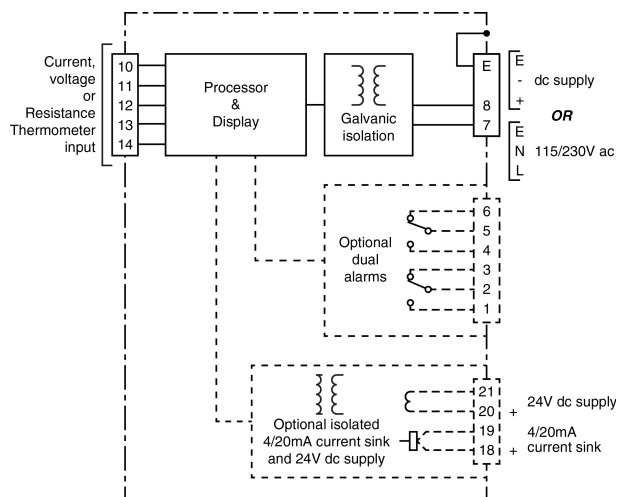 Current,
voltage
or
Resistance
Thermometer
input
10
11
12
13
14
Processor
&
Display
Galvanic
isolation
E
8
7
E
-
+
dc supply
OR
E
N
L
115/230V ac
Optional
dual
alarms
6
5
4
3
2
1
Optional isolated
4/20mA current sink
and 24V dc supply
21
20
19
18
+
24V dc supply
+
4/20mA
current sink